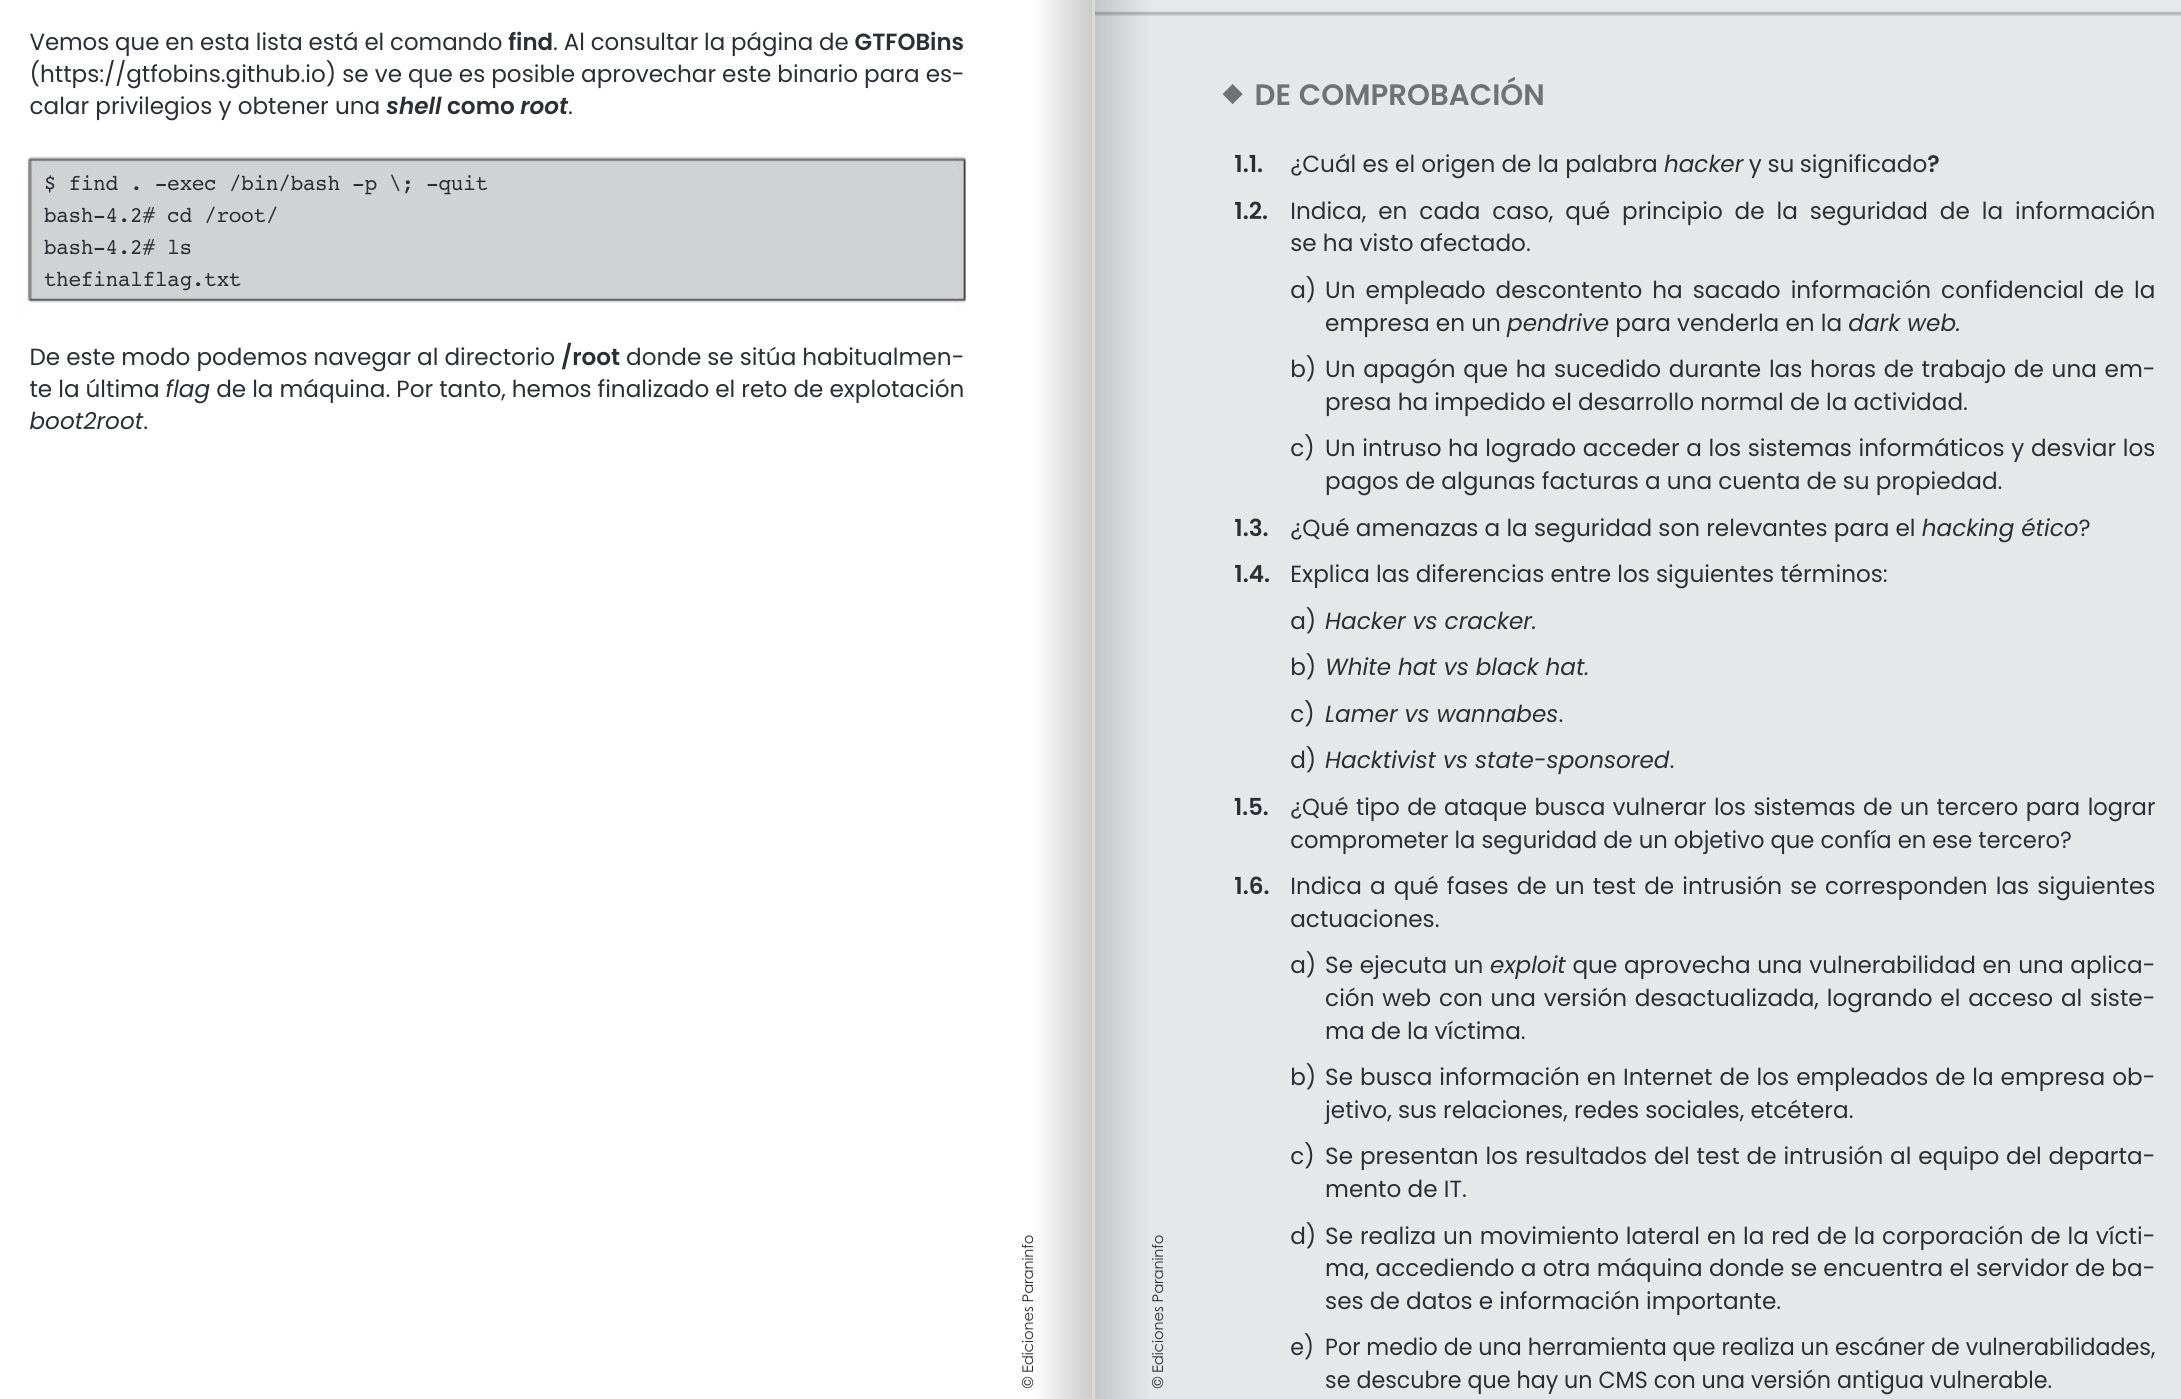 Vemos que en esta lista está el comando find. Al consultar la página de GTFOBins
(https://gtfobins.github.io) se ve que es posible aprovechar este binario para es-
calar privilegios y obtener una shell como root.
$ find . -exec /bin/bash -p \; -quit
bash-4.2# cd /root/
bash-4.2# ls
thefinalflag.txt
De este modo podemos navegar al directorio /root donde se sitúa habitualmen-
te la última flag de la máquina. Por tanto, hemos finalizado el reto de explotación
boot2root.
© Ediciones Paraninfo
◆ DE COMPROBACIÓN
1.1. ¿Cuál es el origen de la palabra hacker y su significado?
1.2. Indica, en cada caso, qué principio de la seguridad de la información
se ha visto afectado.
a) Un empleado descontento ha sacado información confidencial de la
empresa en un pendrive para venderla en la dark web.
b) Un apagón que ha sucedido durante las horas de trabajo de una em-
presa ha impedido el desarrollo normal de la actividad.
c) Un intruso ha logrado acceder a los sistemas informáticos y desviar los
pagos de algunas facturas a una cuenta de su propiedad.
1.3. ¿Qué amenazas a la seguridad son relevantes para el hacking ético?
1.4. Explica las diferencias entre los siguientes términos:
a) Hacker vs cracker.
b) White hat vs black hat.
c) Lamer vs wannabes.
d) Hacktivist vs state-sponsored.
1.5. ¿Qué tipo de ataque busca vulnerar los sistemas de un tercero para lograr
comprometer la seguridad de un objetivo que confía en ese tercero?
1.6. Indica a qué fases de un test de intrusión se corresponden las siguientes
actuaciones.
a) Se ejecuta un exploit que aprovecha una vulnerabilidad en una aplica-
ción web con una versión desactualizada, logrando el acceso al siste-
ma de la víctima.
b) Se busca información en Internet de los empleados de la empresa ob-
jetivo, sus relaciones, redes sociales, etcétera.
c) Se presentan los resultados del test de intrusión al equipo del departa-
mento de IT.
d) Se realiza un movimiento lateral en la red de la corporación de la vícti-
ma, accediendo a otra máquina donde se encuentra el servidor de ba-
ses de datos e información importante.
e) Por medio de una herramienta que realiza un escáner de vulnerabilidades,
se descubre que hay un CMS con una versión antigua vulnerable.
© Ediciones Paraninfo